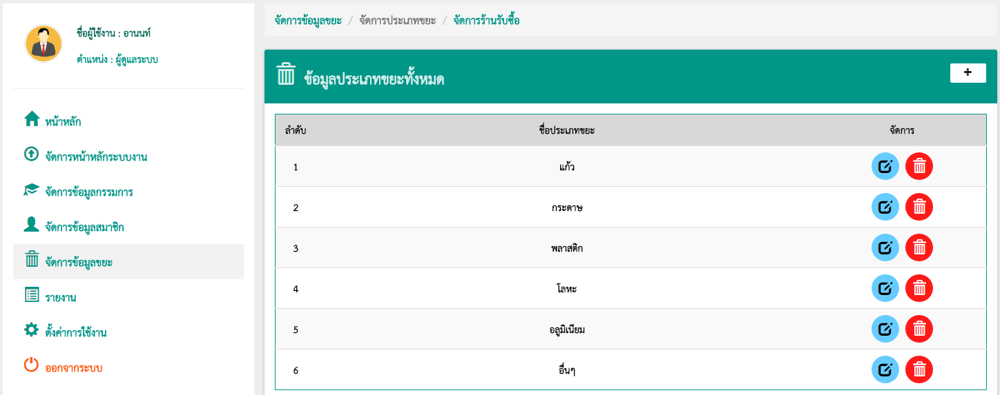 ชื่อผู้ใช้งาน : อานนท์
ตำแหน่ง : ผู้ดูแลระบบ
หน้าหลัก
จัดการหน้าหลักระบบงาน
จัดการข้อมูลกรรมการ
จัดการข้อมูลสมาชิก
จัดการข้อมูลขยะ
รายงาน
ตั้งค่าการใช้งาน
ออกจากระบบ
จัดการข้อมูลขยะ / จัดการประเภทขยะ / จัดการร้านรับซื้อ
ข้อมูลประเภทขยะทั้งหมด +
ลำดับ ชื่อประเภทขยะ จัดการ
1 แก้ว
2 กระดาษ
3 พลาสติก
4 โลหะ
5 อลูมิเนียม
6 อื่นๆ